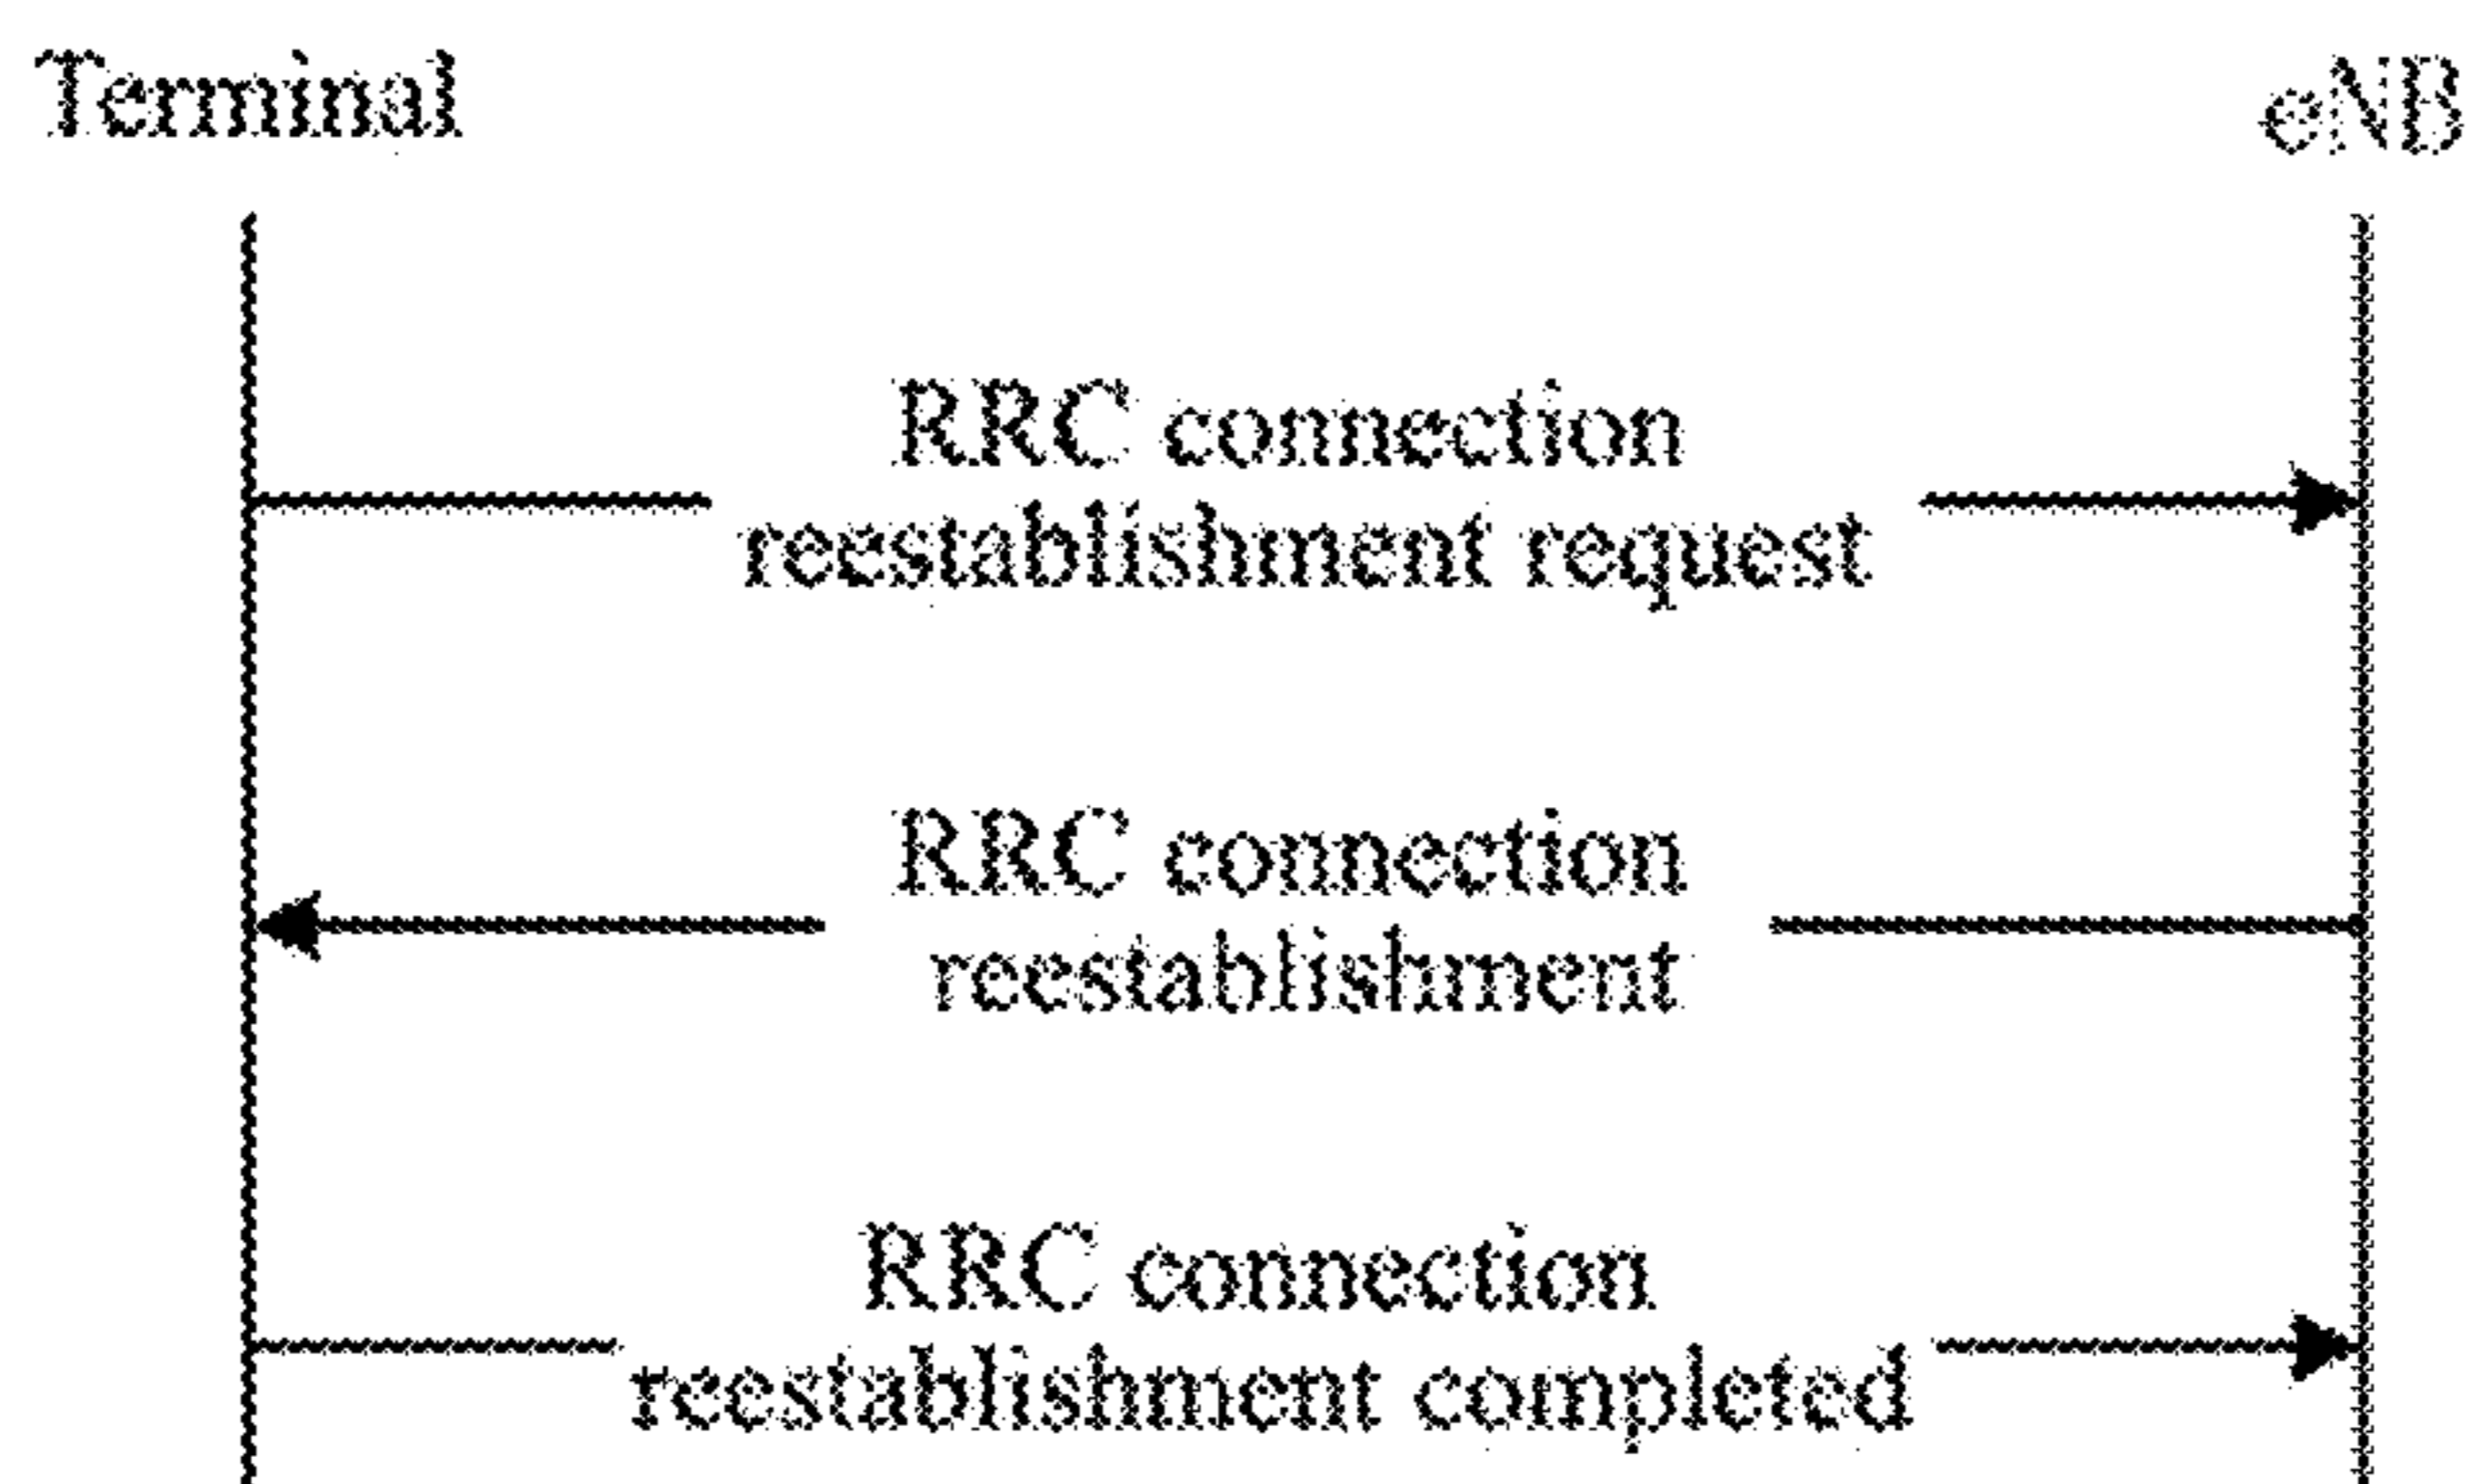 Terminal
eNB
RRC connection
reestablishment request
RRC connection
reestablishment
RRC connection
reestablishment completed